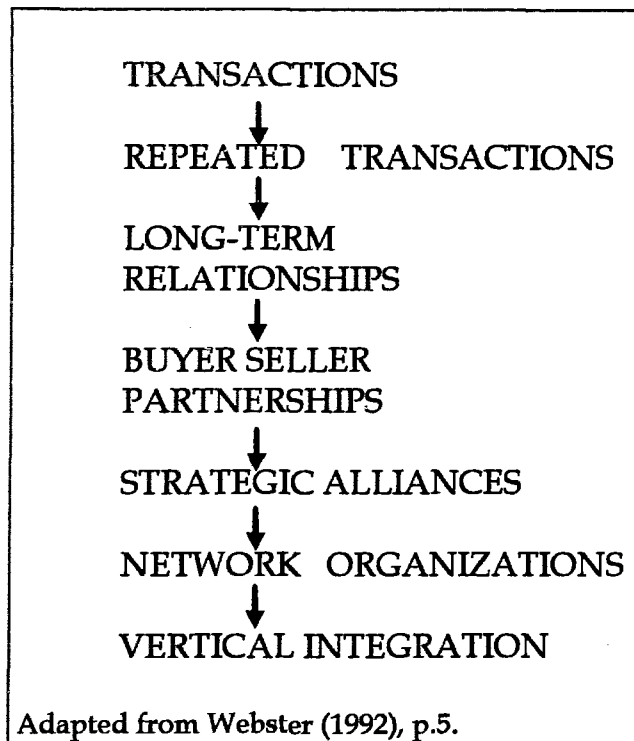 TRANSACTIONS
REPEATED TRANSACTIONS
LONG-TERM
RELATIONSHIPS
BUYER SELLER
PARTNERSHIPS
STRATEGIC ALLIANCES
NETWORK ORGANIZATIONS
VERTICAL INTEGRATION
Adapted from Webster (1992), p.5.